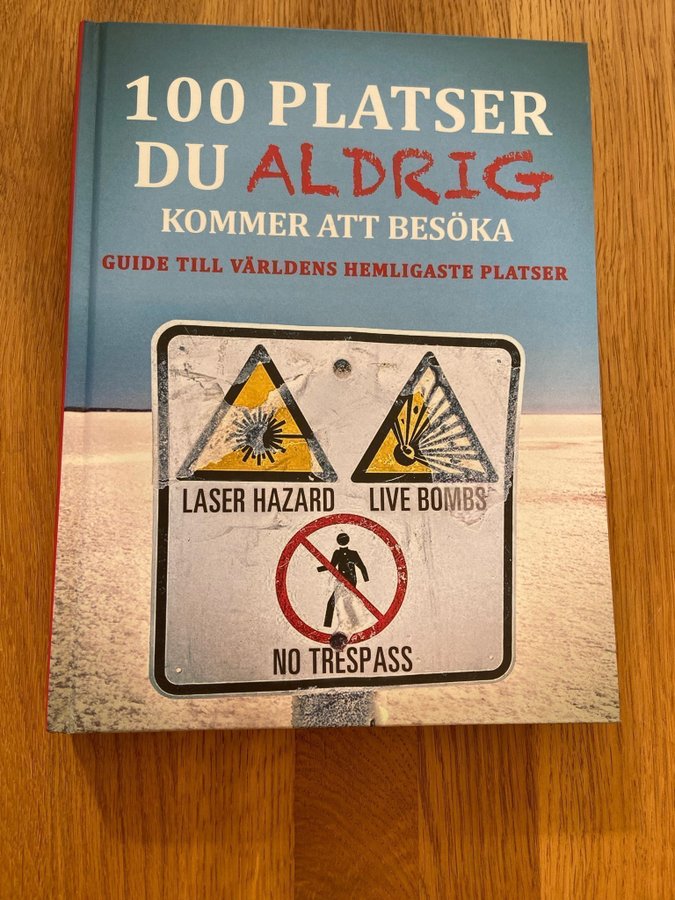 100 PLATSER
DU ALDRIG
KOMMER ATT BESÖKA
GUIDE TILL VÄRLDENS HEMLIGASTE PLATSER
LASER HAZARD LIVE BOMBS
NO TRESPASS